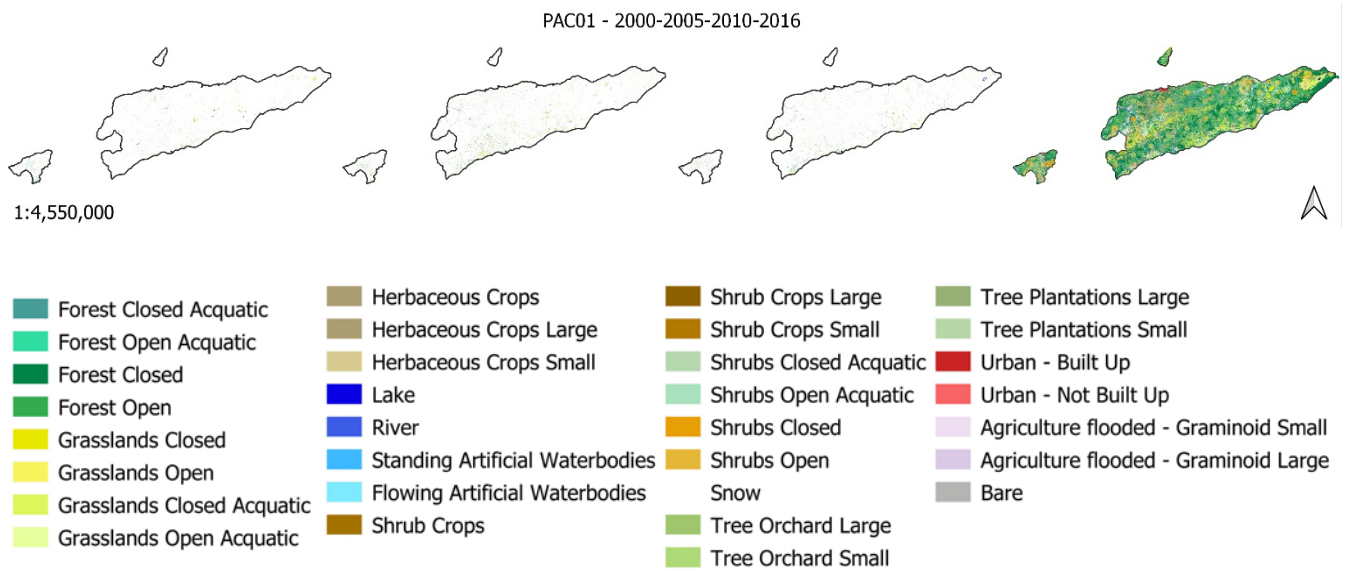 PAC01 - 2000-2005-2010-2016
1:4,550,000
Forest Closed Acquatic
Forest Open Acquatic
Forest Closed
Forest Open
Grasslands Closed
Grasslands Open
Grasslands Closed Acquatic
Grasslands Open Acquatic
Herbaceous Crops
Herbaceous Crops Large
Herbaceous Crops Small
Lake
River
Standing Artificial Waterbodies
Flowing Artificial Waterbodies
Shrub Crops
Shrub Crops Large
Shrub Crops Small
Shrubs Closed Acquatic
Shrubs Open Acquatic
Shrubs Closed
Shrubs Open
Snow
Tree Orchard Large
Tree Orchard Small
Tree Plantations Large
Tree Plantations Small
Urban - Built Up
Urban - Not Built Up
Agriculture flooded - Graminoid Small
Agriculture flooded - Graminoid Large
Bare